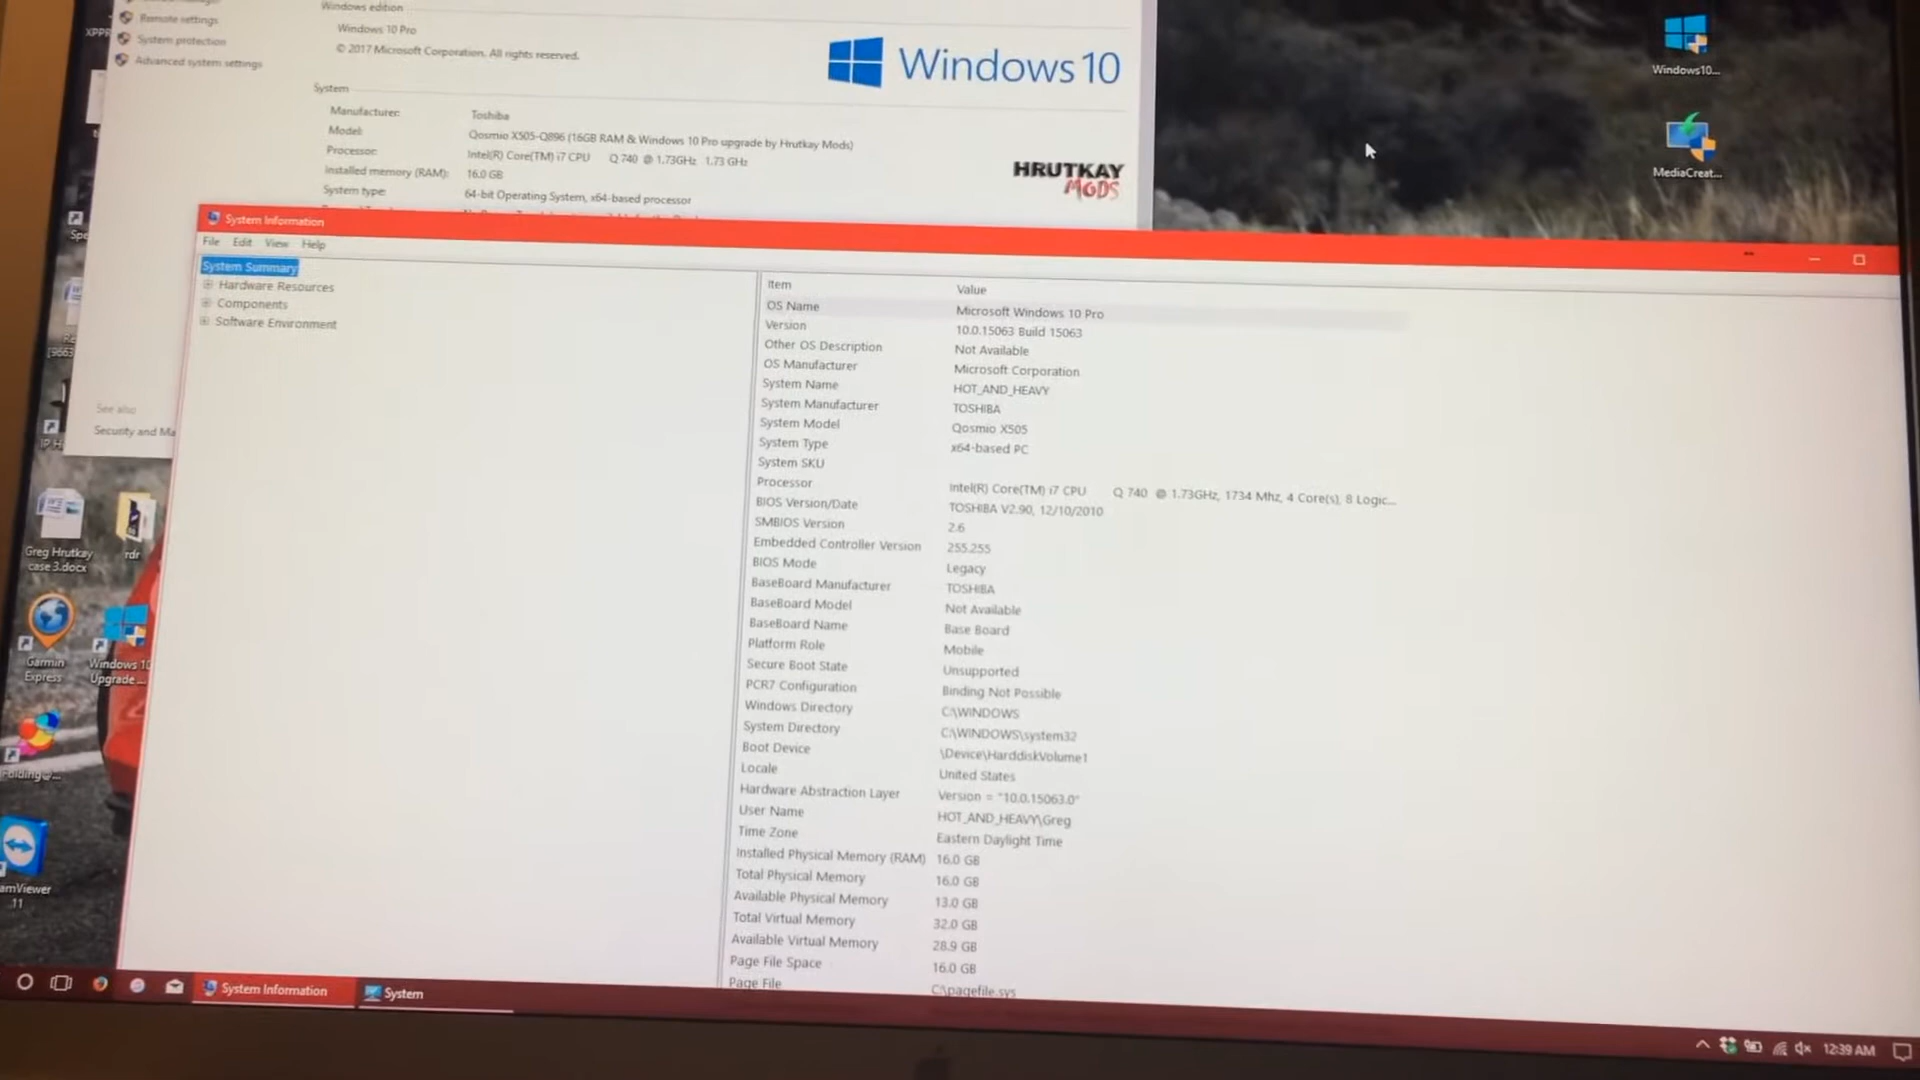 Windows edition
Windows 10 Pro
© 2017 Microsoft Corporation. All rights reserved.
Windows 10
Remote settings
System protection
Advanced system settings
System
Manufacturer: Toshiba
Model: Qosmio X505-Q896 (16GB RAM & Windows 10 Pro upgrade by Hrutkay Mods)
Processor: Intel(R) Core(TM) i7 CPU Q 740 @ 1.73GHz 1.73 GHz
Installed memory (RAM): 16.0 GB
System type: 64-bit Operating System, x64-based processor
HRUTKAY
MODS
See also
Security and Ma
System Information
File Edit View Help
System Summary
Hardware Resources
Components
Software Environment
Item Value
OS Name Microsoft Windows 10 Pro
Version 10.0.15063 Build 15063
Other OS Description Not Available
OS Manufacturer Microsoft Corporation
System Name HOT_AND_HEAVY
System Manufacturer TOSHIBA
System Model Qosmio X505
System Type x64-based PC
System SKU
Processor Intel(R) Core(TM) i7 CPU Q 740 @ 1.73GHz, 1734 Mhz, 4 Core(s), 8 Logic...
BIOS Version/Date TOSHIBA V2.90, 12/10/2010
SMBIOS Version 2.6
Embedded Controller Version 255.255
BIOS Mode Legacy
BaseBoard Manufacturer TOSHIBA
BaseBoard Model Not Available
BaseBoard Name Base Board
Platform Role Mobile
Secure Boot State Unsupported
PCR7 Configuration Binding Not Possible
Windows Directory C:\WINDOWS
System Directory C:\WINDOWS\system32
Boot Device \Device\HarddiskVolume1
Locale United States
Hardware Abstraction Layer Version = "10.0.15063.0"
User Name HOT_AND_HEAVY\Greg
Time Zone Eastern Daylight Time
Installed Physical Memory (RAM) 16.0 GB
Total Physical Memory 16.0 GB
Available Physical Memory 13.0 GB
Total Virtual Memory 32.0 GB
Available Virtual Memory 28.9 GB
Page File Space 16.0 GB
Page File C:\pagefile.sys
Windows10...
MediaCreat...
XPPR
Spe
IP H
Greg Hrutkay
case 3.docx
rdr
Garmin
Express
Windows 10
Upgrade ...
Folding@...
amViewer
11
System Information
System
12:39 AM